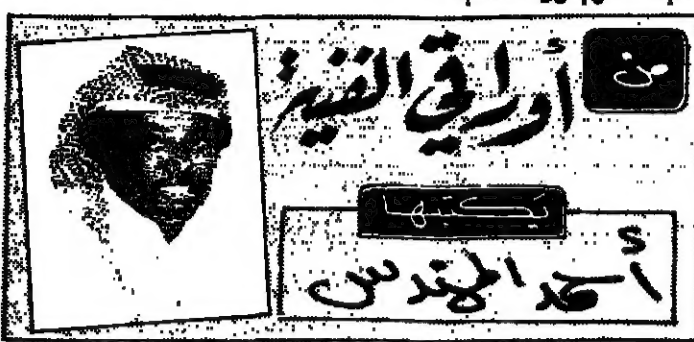 من أوراقي الفنية
يكتبها
أحمد المهندس